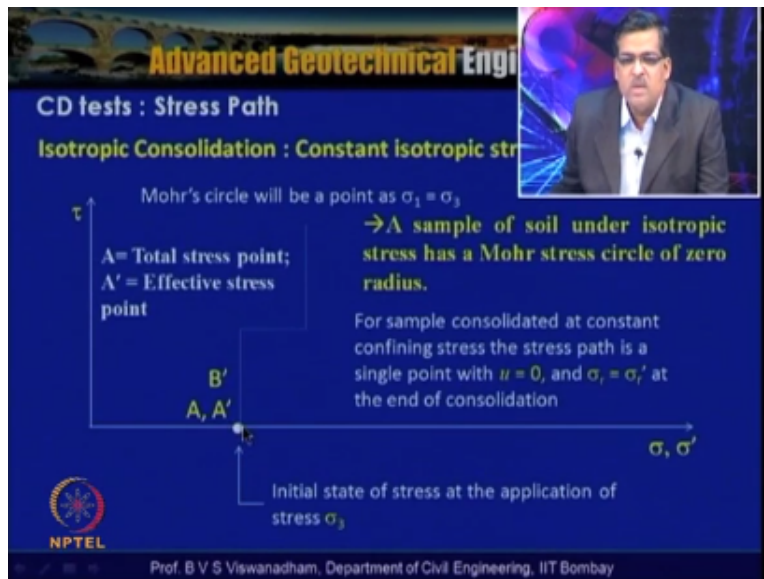 Advanced Geotechnical Engi
CD tests : Stress Path
Isotropic Consolidation : Constant isotropic str
Mohr's circle will be a point as σ₁ = σ₃
τ
A= Total stress point;
A′ = Effective stress
point
→A sample of soil under isotropic
stress has a Mohr stress circle of zero
radius.
For sample consolidated at constant
confining stress the stress path is a
single point with u = 0, and σᵣ = σᵣ′ at
the end of consolidation
B′
A, A′
σ, σ′
Initial state of stress at the application of
stress σ₃
NPTEL
Prof. B V S Viswanadham, Department of Civil Engineering, IIT Bombay